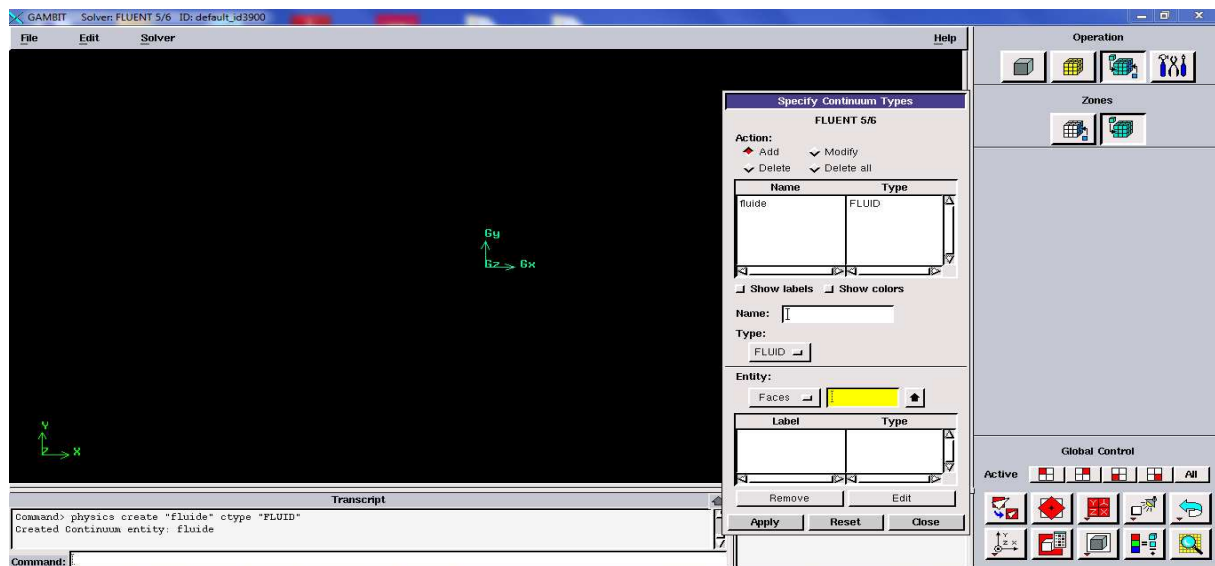 GAMBIT Solver: FLUENT 5/6 ID: default_id3900
File Edit Solver Help
Gy
Gz Gx
Y
Z X
Transcript
Command> physics create "fluide" ctype "FLUID"
Created Continuum entity: fluide
Command:
Specify Continuum Types
FLUENT 5/6
Action:
Add Modify
Delete Delete all
Name Type
fluide FLUID
Show labels Show colors
Name:
Type:
FLUID
Entity:
Faces
Label Type
Remove Edit
Apply Reset Close
Operation
Zones
Global Control
Active All